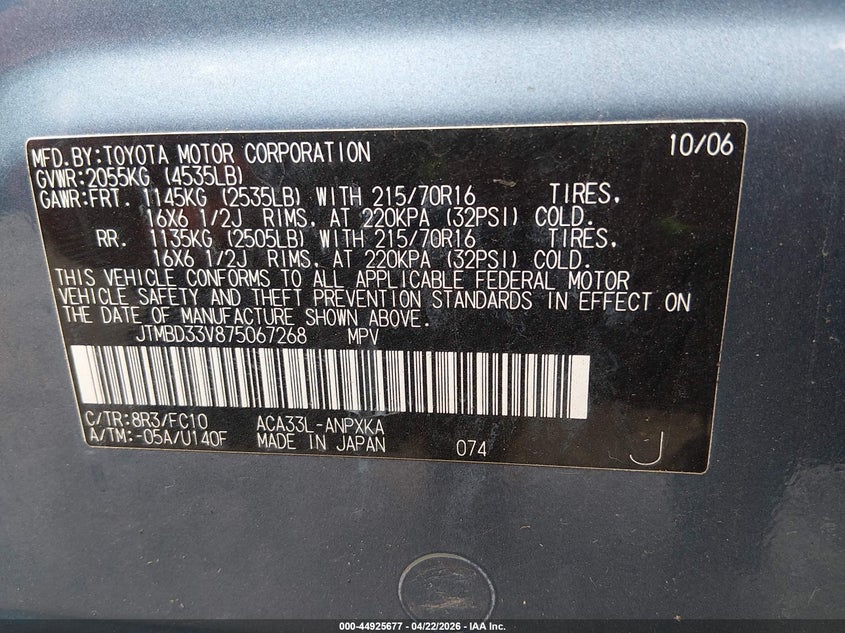 MFD.BY:TOYOTA MOTOR CORPORATION 10/06
GVWR:2055KG (4535LB)
GAWR:FRT. 1145KG (2535LB) WITH 215/70R16 TIRES,
16X6 1/2J RIMS, AT 220KPA (32PSI) COLD.
RR. 1135KG (2505LB) WITH 215/70R16 TIRES,
16X6 1/2J RIMS, AT 220KPA (32PSI) COLD.
THIS VEHICLE CONFORMS TO ALL APPLICABLE FEDERAL MOTOR
VEHICLE SAFETY AND THEFT PREVENTION STANDARDS IN EFFECT ON
THE DATE OF MANUFACTURE SHOWN ABOVE.
JTMBD33V875067268 MPV
C/TR:8R3/FC10 ACA33L-ANPXKA
A/TM:-05A/U140F MADE IN JAPAN 074 J
000-44925677 - 04/22/2026 - IAA Inc.